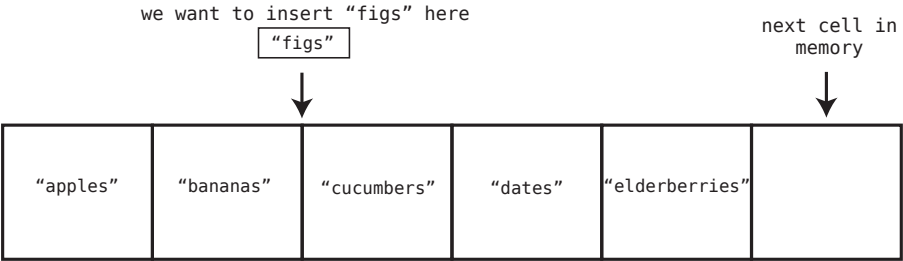 we want to insert “figs” here
“figs”
next cell in
memory
“apples” “bananas” “cucumbers” “dates” “elderberries”